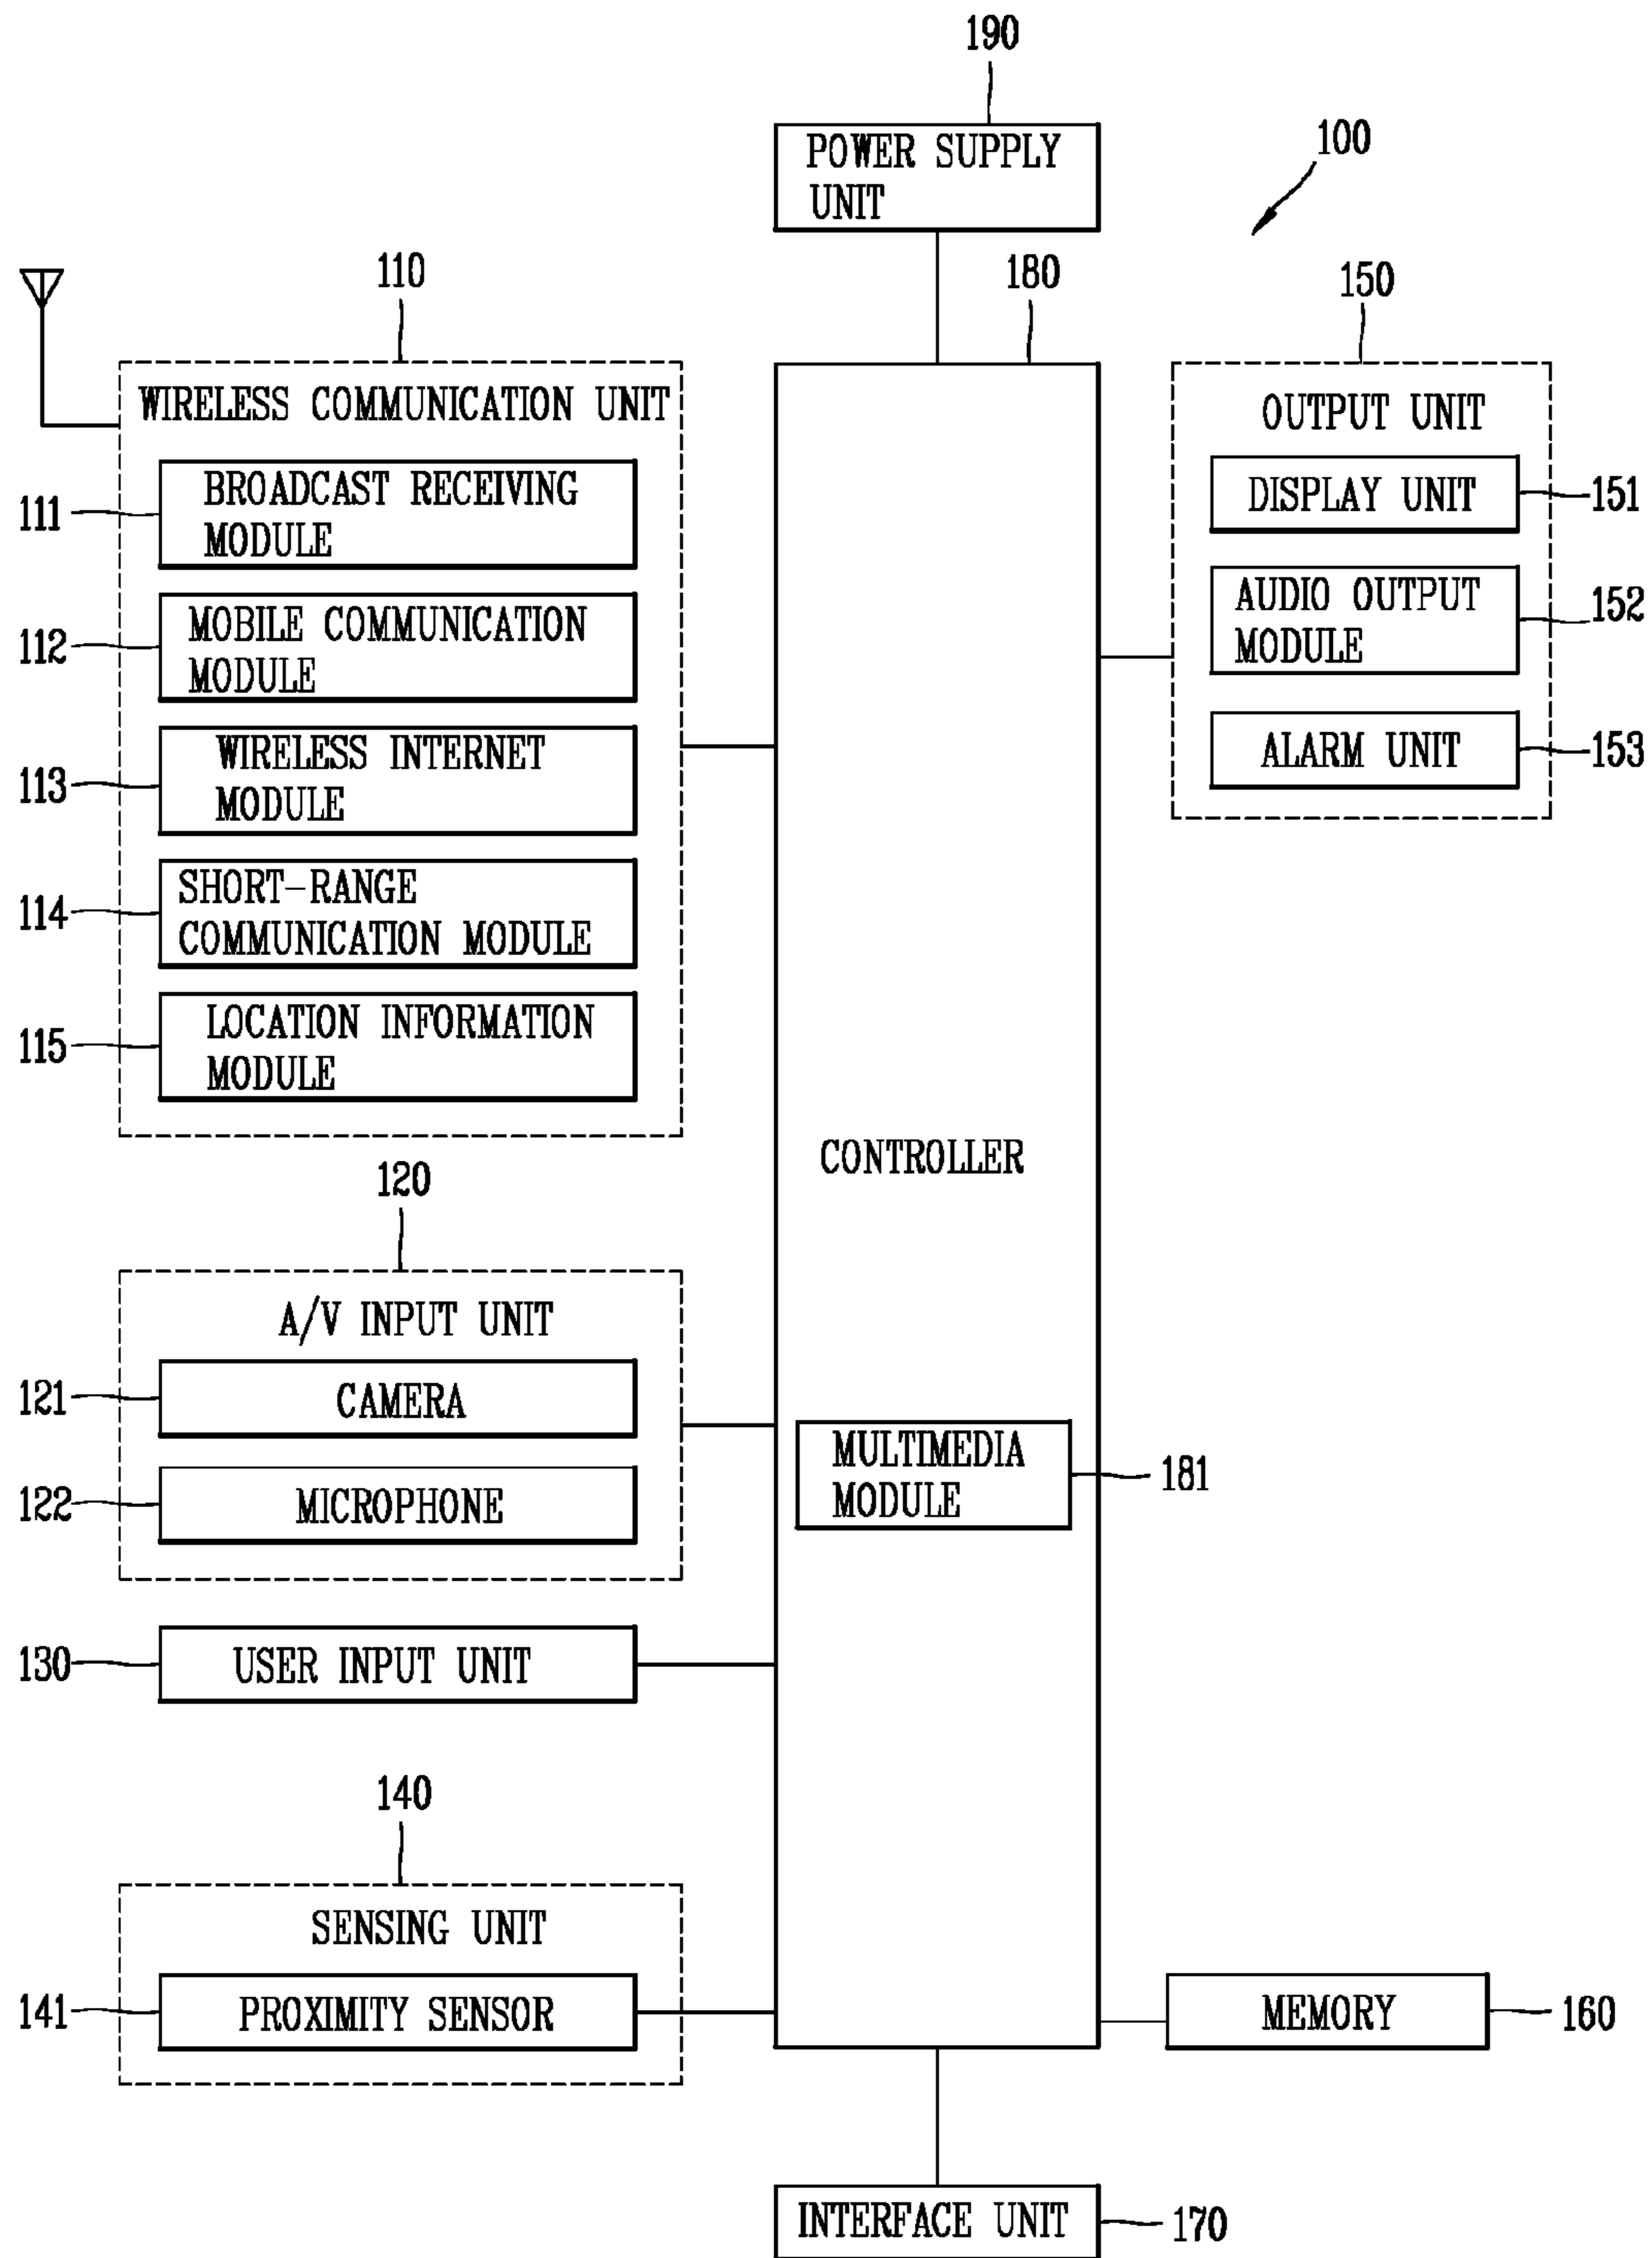 190
POWER SUPPLY
UNIT
100
110
180
150
WIRELESS COMMUNICATION UNIT
111
BROADCAST RECEIVING
MODULE
112
MOBILE COMMUNICATION
MODULE
113
WIRELESS INTERNET
MODULE
114
SHORT-RANGE
COMMUNICATION MODULE
115
LOCATION INFORMATION
MODULE
OUTPUT UNIT
DISPLAY UNIT
151
AUDIO OUTPUT
MODULE
152
ALARM UNIT
153
CONTROLLER
120
A/V INPUT UNIT
121
CAMERA
122
MICROPHONE
MULTIMEDIA
MODULE
181
130
USER INPUT UNIT
140
SENSING UNIT
141
PROXIMITY SENSOR
MEMORY
160
INTERFACE UNIT
170